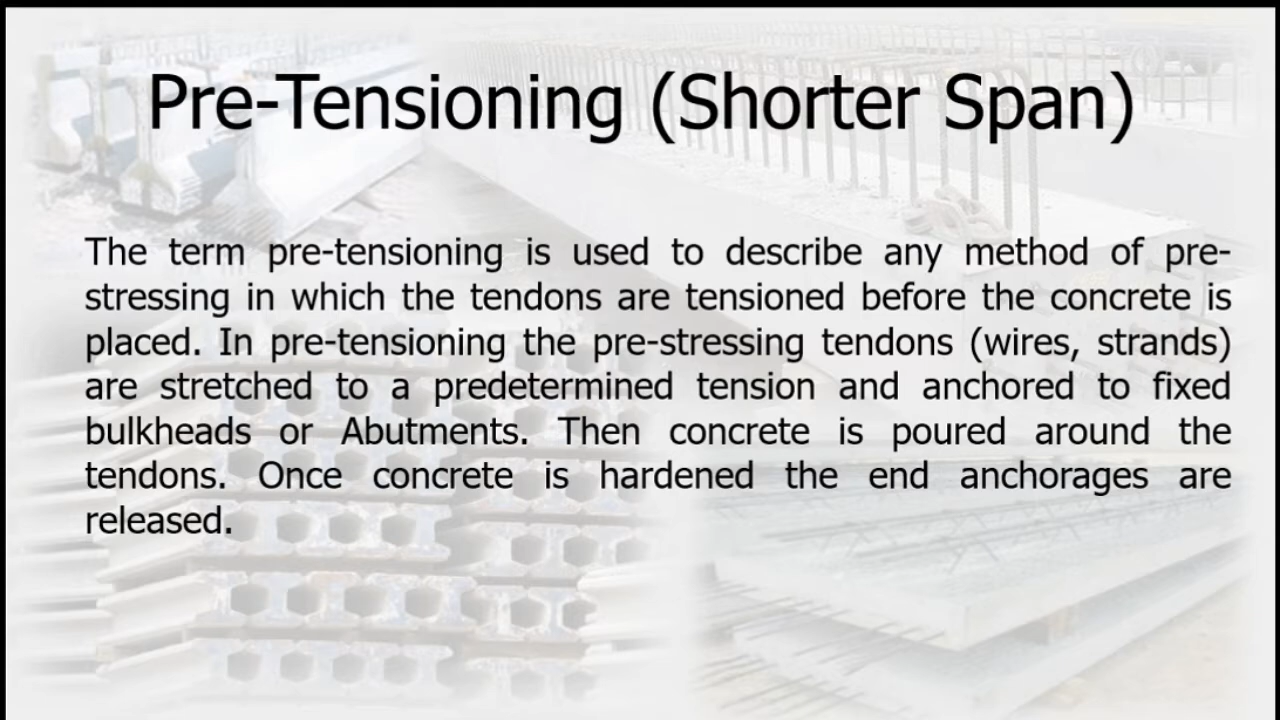 Pre-Tensioning (Shorter Span)
The term pre-tensioning is used to describe any method of pre-
stressing in which the tendons are tensioned before the concrete is
placed. In pre-tensioning the pre-stressing tendons (wires, strands)
are stretched to a predetermined tension and anchored to fixed
bulkheads or Abutments. Then concrete is poured around the
tendons. Once concrete is hardened the end anchorages are
released.